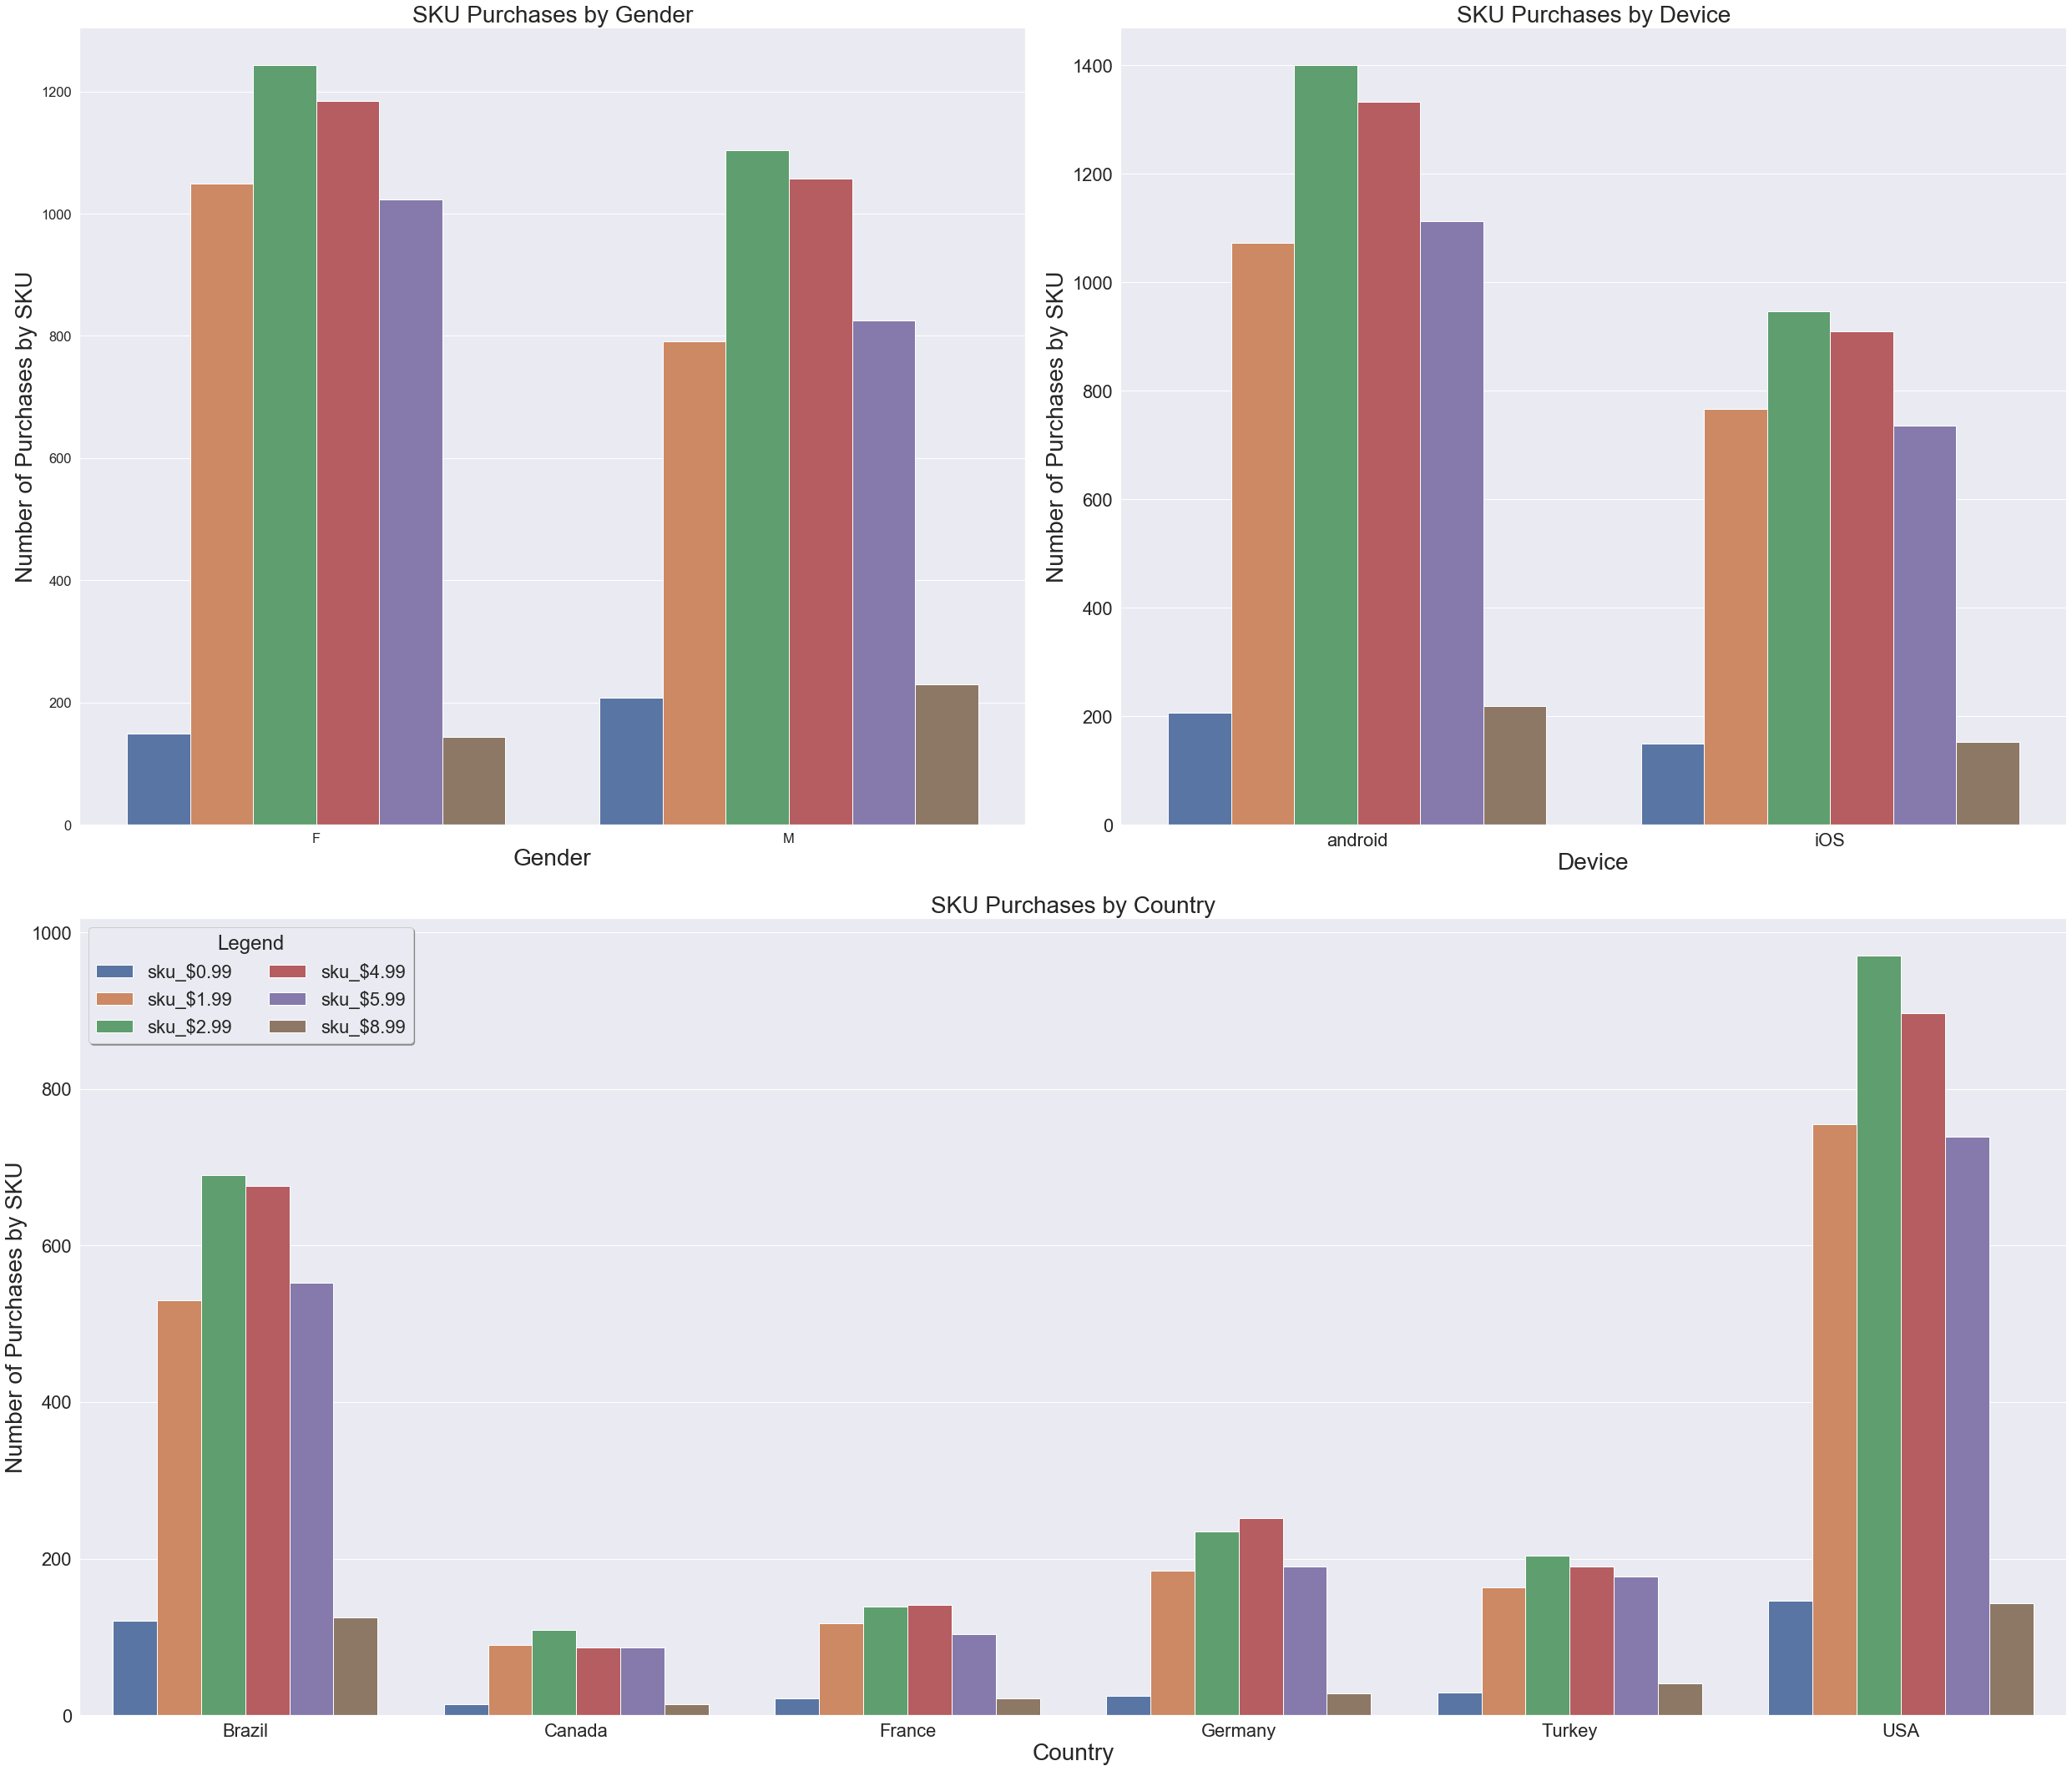 SKU Purchases by Gender
Number of Purchases by SKU
1200
1000
800
600
400
200
0
F
M
Gender
SKU Purchases by Device
Number of Purchases by SKU
1400
1200
1000
800
600
400
200
0
android
iOS
Device
SKU Purchases by Country
Number of Purchases by SKU
1000
800
600
400
200
0
Legend
sku_$0.99
sku_$1.99
sku_$2.99
sku_$4.99
sku_$5.99
sku_$8.99
Brazil
Canada
France
Germany
Turkey
USA
Country